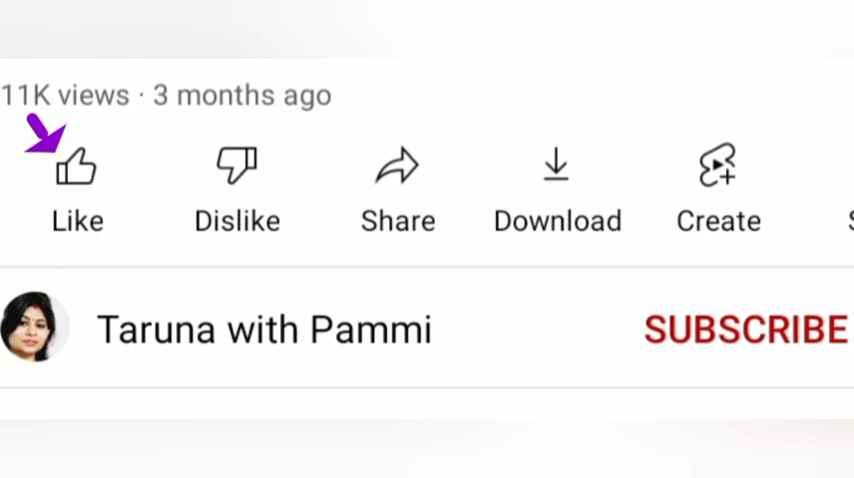 11K views · 3 months ago
Like Dislike Share Download Create
Taruna with Pammi SUBSCRIBE